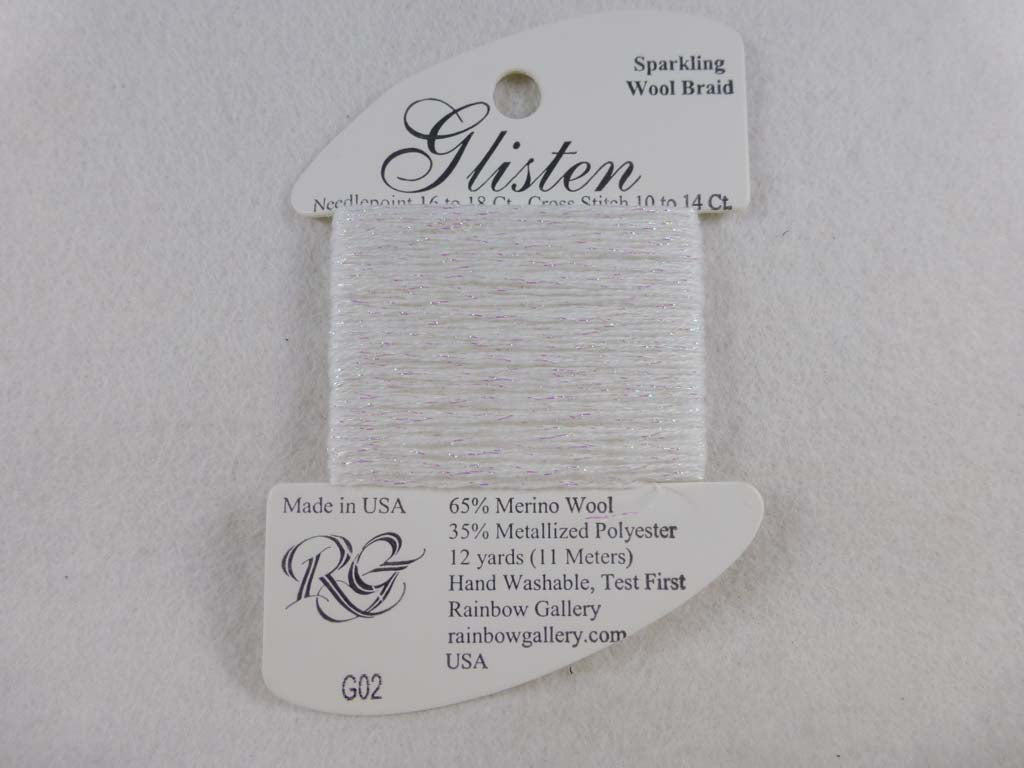 Sparkling
Wool Braid
Glisten
Needlepoint 16 to 18 Ct. Cross Stitch 10 to 14 Ct.
Made in USA
RG
G02
65% Merino Wool
35% Metallized Polyester
12 yards (11 Meters)
Hand Washable, Test First
Rainbow Gallery
rainbowgallery.com
USA